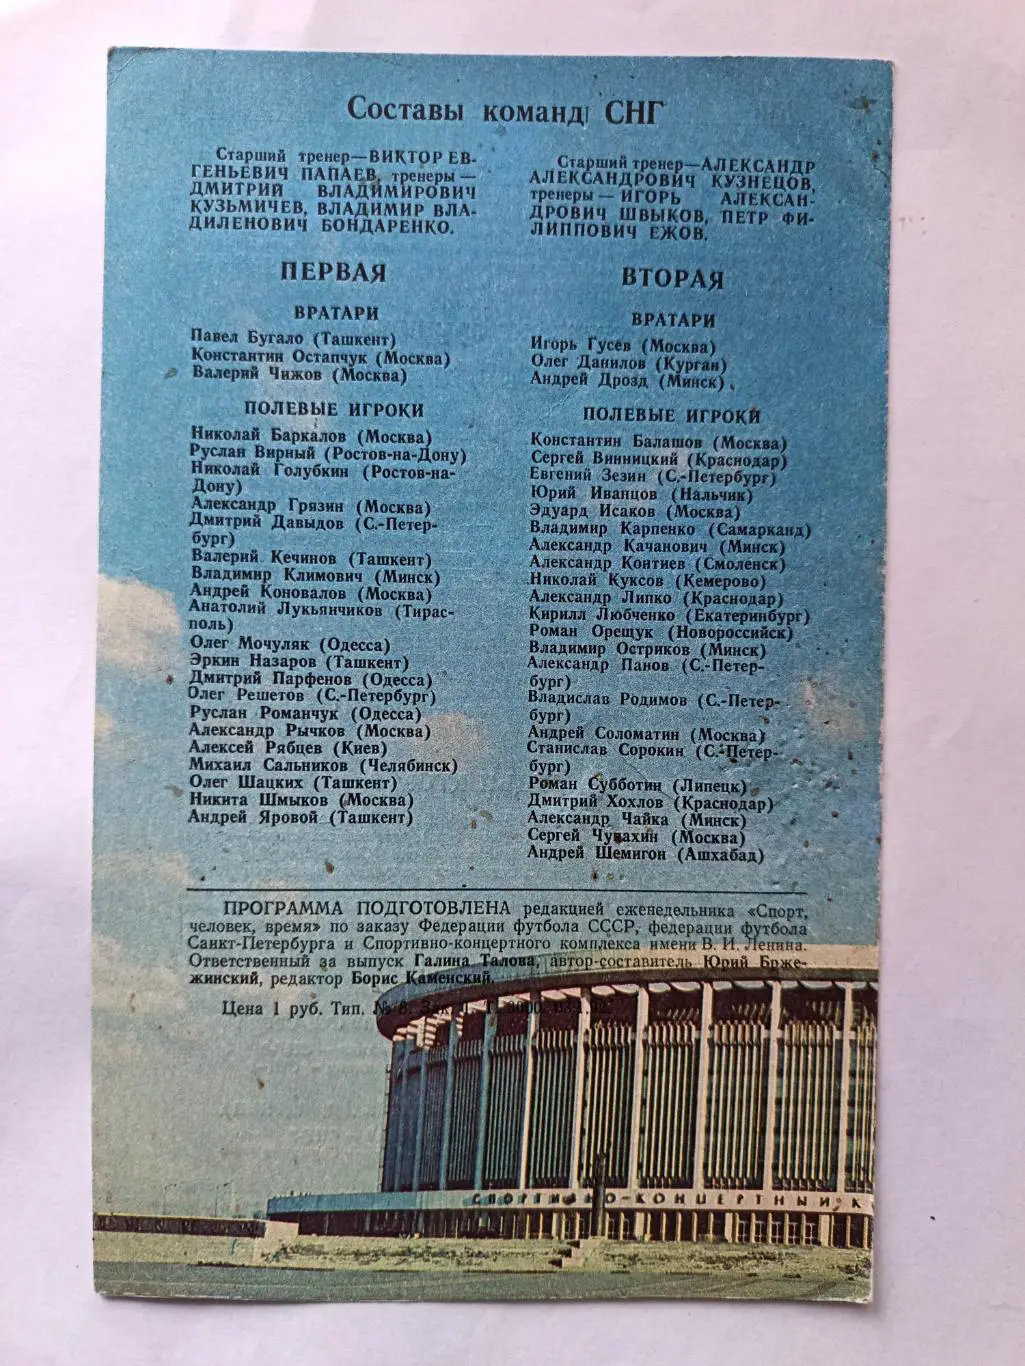 Составы команд СНГ
Старший тренер—ВИКТОР ЕВ-
ГЕНЬЕВИЧ ПАПАЕВ, тренеры —
ДМИТРИЙ ВЛАДИМИРОВИЧ
КУЗЬМИЧЕВ, ВЛАДИМИР ВЛА-
ДИЛЕНОВИЧ БОНДАРЕНКО.
ПЕРВАЯ
ВРАТАРИ
Павел Бугало (Ташкент)
Константин Остапчук (Москва)
Валерий Чижов (Москва)
ПОЛЕВЫЕ ИГРОКИ
Николай Баркалов (Москва)
Руслан Вирный (Ростов-на-Дону)
Николай Голубкин (Ростов-на-
Дону)
Александр Грязин (Москва)
Дмитрий Давыдов (С.-Петер-
бург)
Валерий Кечинов (Ташкент)
Владимир Климович (Минск)
Андрей Коновалов (Москва)
Анатолий Лукьянчиков (Тирас-
поль)
Олег Мочуляк (Одесса)
Эркин Назаров (Ташкент)
Дмитрий Парфенов (Одесса)
Олег Решетов (С.-Петербург)
Руслан Романчук (Одесса)
Александр Рычков (Москва)
Алексей Рябцев (Киев)
Михаил Сальников (Челябинск)
Олег Шацких (Ташкент)
Никита Шмыков (Москва)
Андрей Яровой (Ташкент)
Старший тренер—АЛЕКСАНДР
АЛЕКСАНДРОВИЧ КУЗНЕЦОВ,
тренеры — ИГОРЬ АЛЕКСАН-
ДРОВИЧ ШВЫКОВ, ПЕТР ФИ-
ЛИППОВИЧ ЕЖОВ.
ВТОРАЯ
ВРАТАРИ
Игорь Гусев (Москва)
Олег Данилов (Курган)
Андрей Дрозд (Минск)
ПОЛЕВЫЕ ИГРОКИ
Константин Балашов (Москва)
Сергей Винницкий (Краснодар)
Евгений Зезин (С.-Петербург)
Юрий Иванцов (Нальчик)
Эдуард Исаков (Москва)
Владимир Карпенко (Самарканд)
Александр Качанович (Минск)
Александр Контиев (Смоленск)
Николай Куксов (Кемерово)
Александр Липко (Краснодар)
Кирилл Любченко (Екатеринбург)
Роман Орещук (Новороссийск)
Владимир Остриков (Минск)
Александр Панов (С.-Петер-
бург)
Владислав Родимов (С.-Петер-
бург)
Андрей Соломатин (Москва)
Станислав Сорокин (С.-Петер-
бург)
Роман Субботин (Липецк)
Дмитрий Хохлов (Краснодар)
Александр Чайка (Минск)
Сергей Чунахин (Москва)
Андрей Шемигон (Ашхабад)
ПРОГРАММА ПОДГОТОВЛЕНА редакцией еженедельника «Спорт,
человек, время» по заказу Федерации футбола СССР, федерации футбола
Санкт-Петербурга и Спортивно-концертного комплекса имени В. И. Ленина.
Ответственный за выпуск Галина Талова, автор-составитель Юрий Брже-
жинский, редактор Борис Каменский.
Цена 1 руб. Тип. № 8. Зак. Т. 3000.
СПОРТИВНО-КОНЦЕРТНЫЙ К